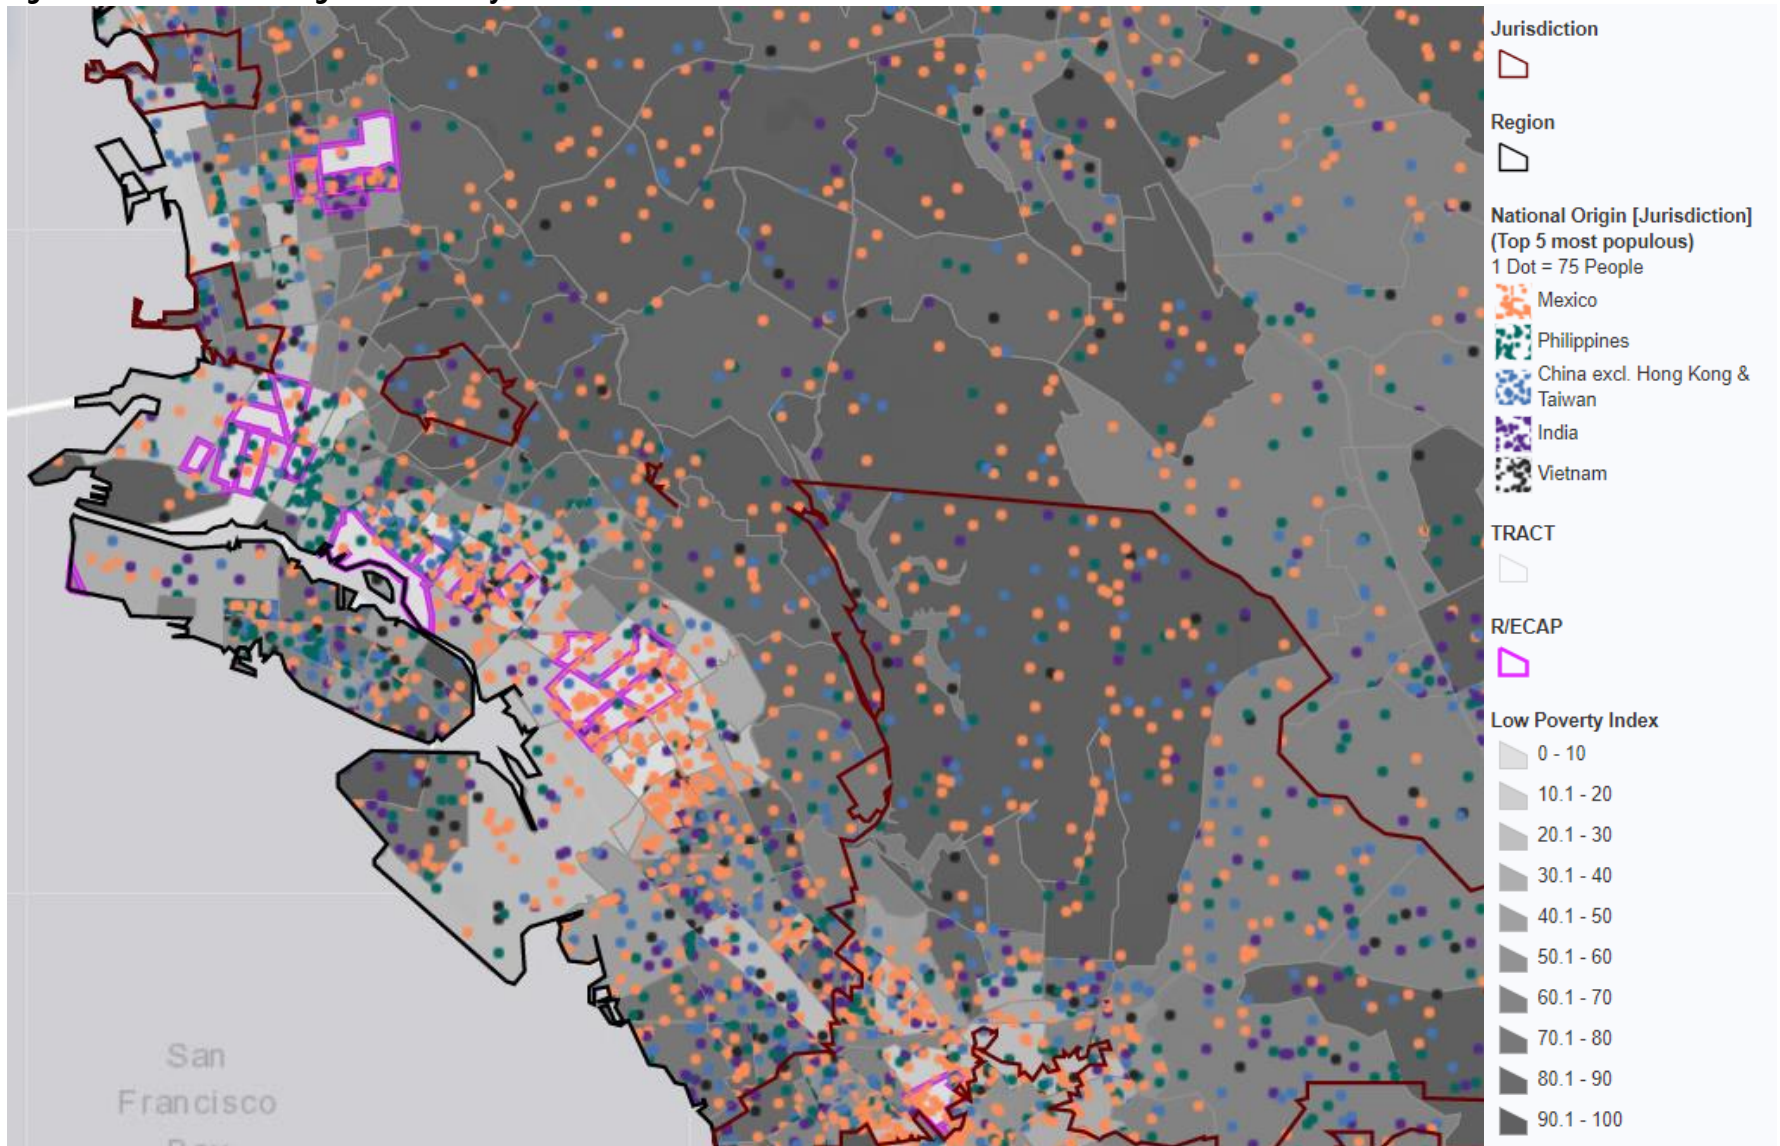 Jurisdiction
Region
National Origin [Jurisdiction]
(Top 5 most populous)
1 Dot = 75 People
Mexico
Philippines
China excl. Hong Kong &
Taiwan
India
Vietnam
TRACT
R/ECAP
Low Poverty Index
0 - 10
10.1 - 20
20.1 - 30
30.1 - 40
40.1 - 50
50.1 - 60
60.1 - 70
70.1 - 80
80.1 - 90
90.1 - 100
San
Francisco